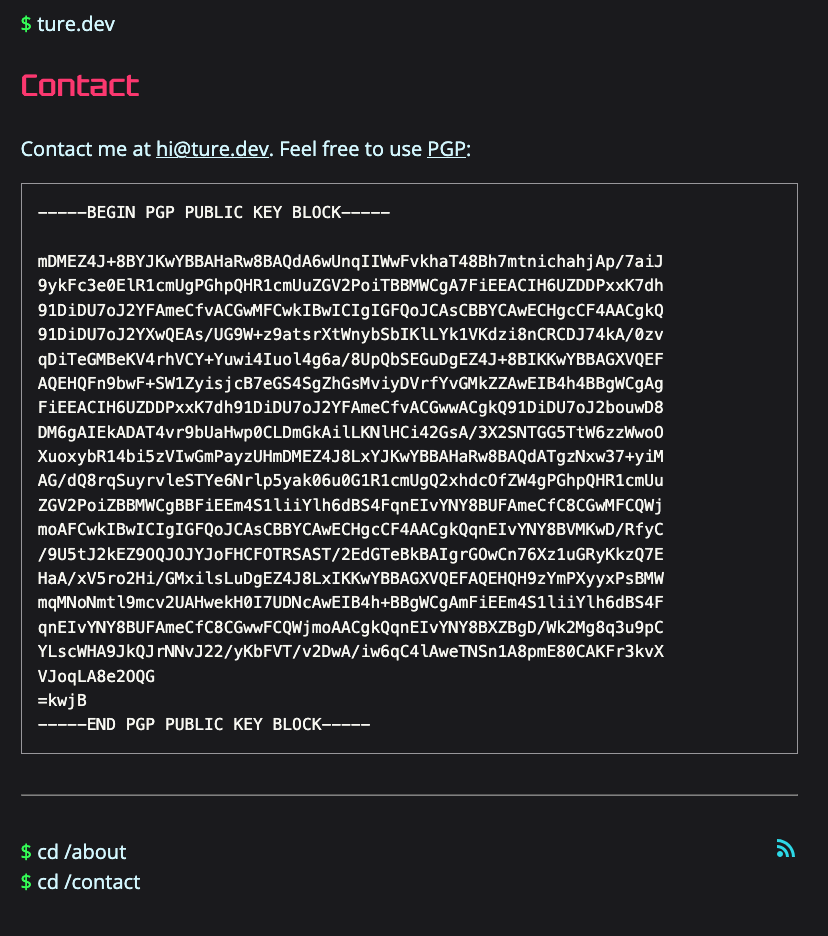 $ ture.dev
Contact
Contact me at hi@ture.dev. Feel free to use PGP:
-----BEGIN PGP PUBLIC KEY BLOCK-----
mDMEZ4J+8BYJKwYBBAHaRw8BAQdA6wUnqIIWwFvkhaT48Bh7mtnichahjAp/7aiJ
9ykFc3e0ElR1cmUgPGhpQHR1cmUuZGV2PoiTBBMWCgA7FiEEACIH6UZDDPxxK7dh
91DiDU7oJ2YFAmeCfvACGwMFCwkIBwICIgIGFQoJCAsCBBYCAwECHgcCF4AACgkQ
91DiDU7oJ2YXwQEAs/UG9W+z9atsrXtWnybSbIKlLYk1VKdzi8nCRCDJ74kA/0zv
qDiTeGMBeKV4rhVCY+Yuwi4Iuol4g6a/8UpQbSEGuDgEZ4J+8BIKKwYBBAGXVQEF
AQEHQFn9bwF+SW1ZyisjcB7eGS4SgZhGsMviyDVrfYvGMkZZAwEIB4h4BBgWCgAg
FiEEACIH6UZDDPxxK7dh91DiDU7oJ2YFAmeCfvACGwwACgkQ91DiDU7oJ2bouwD8
DM6gAIEkADAT4vr9bUaHwp0CLDmGkAilLKNlHCi42GsA/3X2SNTGG5TtW6zzWwoO
XuoxybR14bi5zVIwGmPayzUHmDMEZ4J8LxYJKwYBBAHaRw8BAQdATgzNxw37+yiM
AG/dQ8rqSuyrvleSTYe6Nrlp5yak06u0G1R1cmUgQ2xhdcOfZW4gPGhpQHR1cmUu
ZGV2PoiZBBMWCgBBFiEEm4S1liiYlh6dBS4FqnEIvYNY8BUFAmeCfC8CGwMFCQWj
moAFCwkIBwICIgIGFQoJCAsCBBYCAwECHgcCF4AACgkQqnEIvYNY8BVMKwD/RfyC
/9U5tJ2kEZ9OQJOJYJoFHCFOTRSAST/2EdGTeBkBAIgrGOwCn76Xz1uGRyKkzQ7E
HaA/xV5ro2Hi/GMxilsLuDgEZ4J8LxIKKwYBBAGXVQEFAQEHQH9zYmPXyyxPsBMW
mqMNoNmtl9mcv2UAHwekH0I7UDNcAwEIB4h+BBgWCgAmFiEEm4S1liiYlh6dBS4F
qnEIvYNY8BUFAmeCfC8CGwwFCQWjmoAACgkQqnEIvYNY8BXZBgD/Wk2Mg8q3u9pC
YLscWHA9JkQJrNNvJ22/yKbFVT/v2DwA/iw6qC4lAweTNSn1A8pmE80CAKFr3kvX
VJoqLA8e2OQG
=kwjB
-----END PGP PUBLIC KEY BLOCK-----
$ cd /about
$ cd /contact